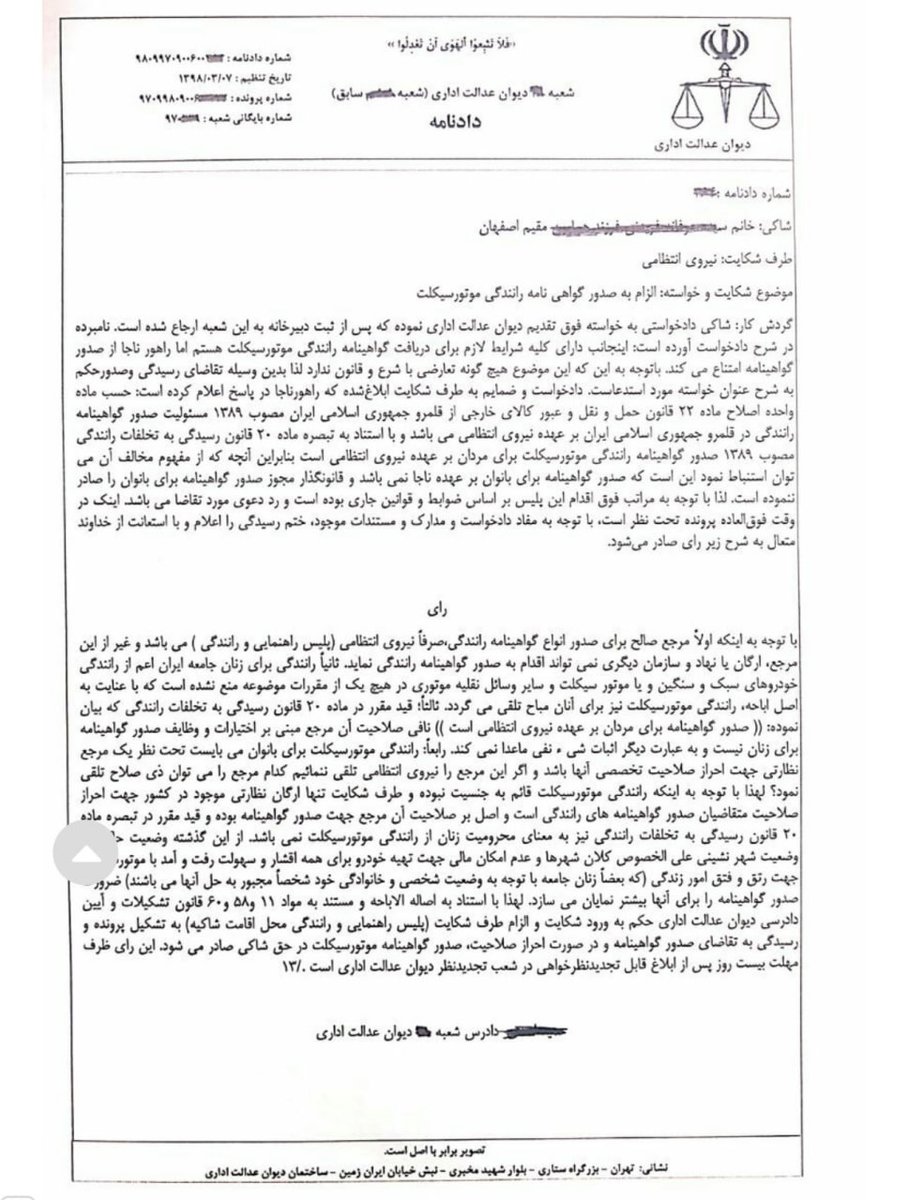 «فَلَا تَتَّبِعُوا الْهَوَى أَنْ تَعْدِلُوا»
شماره دادنامه : ۹۸۰۹۹۷۰۹۰۰۶۰۰
تاریخ تنظیم : ۱۳۹۸/۰۳/۰۷
شماره پرونده : ۹۷۰۹۹۸۰۹۰۰
شماره بایگانی شعبه : ۹۷۰
شعبه دیوان عدالت اداری (شعبه سابق)
دادنامه
دیوان عدالت اداری
شماره دادنامه :
شاکی: خانم مقیم اصفهان
طرف شکایت: نیروی انتظامی
موضوع شکایت و خواسته: الزام به صدور گواهی نامه رانندگی موتورسیکلت
گردش کار: شاکی دادخواستی به خواسته فوق تقدیم دیوان عدالت اداری نموده که پس از ثبت دبیرخانه به این شعبه ارجاع شده است. نامبرده
در شرح دادخواست آورده است: اینجانب دارای کلیه شرایط لازم برای دریافت گواهینامه رانندگی موتورسیکلت هستم اما راهور ناجا از صدور
گواهینامه امتناع می کند. باتوجه به این که این موضوع هیچ گونه تعارضی با شرع و قانون ندارد لذا بدین وسیله تقاضای رسیدگی وصدورحکم
به شرح عنوان خواسته مورد استدعاست. دادخواست و ضمایم به طرف شکایت ابلاغ‌شده که راهورناجا در پاسخ اعلام کرده است: حسب ماده
واحده اصلاح ماده ۲۲ قانون حمل و نقل و عبور کالای خارجی از قلمرو جمهوری اسلامی ایران مصوب ۱۳۸۹ مسئولیت صدور گواهینامه
رانندگی در قلمرو جمهوری اسلامی ایران بر عهده نیروی انتظامی می باشد و با استناد به تبصره ماده ۲۰ قانون رسیدگی به تخلفات رانندگی
مصوب ۱۳۸۹ صدور گواهینامه رانندگی موتورسیکلت برای مردان بر عهده نیروی انتظامی است بنابراین آنچه که از مفهوم مخالف آن می
توان استنباط نمود این است که صدور گواهینامه برای بانوان بر عهده ناجا نمی باشد و قانونگذار مجوز صدور گواهینامه برای بانوان را صادر
ننموده است. لذا با توجه به مراتب فوق اقدام این پلیس بر اساس ضوابط و قوانین جاری بوده است و رد دعوی مورد تقاضا می باشد. اینک در
وقت فوق‌العاده پرونده تحت نظر است، با توجه به مفاد دادخواست و مدارک و مستندات موجود، ختم رسیدگی را اعلام و با استعانت از خداوند
متعال به شرح زیر رای صادر می‌شود.
رای
با توجه به اینکه اولاً مرجع صالح برای صدور انواع گواهینامه رانندگی،صرفاً نیروی انتظامی (پلیس راهنمایی و رانندگی ) می باشد و غیر از این
مرجع، ارگان یا نهاد و سازمان دیگری نمی تواند اقدام به صدور گواهینامه رانندگی نماید. ثانیاً رانندگی برای زنان جامعه ایران اعم از رانندگی
خودروهای سبک و سنگین و یا موتور سیکلت و سایر وسائل نقلیه موتوری در هیچ یک از مقررات موضوعه منع نشده است که با عنایت به
اصل اباحه، رانندگی موتورسیکلت نیز برای آنان مباح تلقی می گردد. ثالثاً؛ قید مقرر در ماده ۲۰ قانون رسیدگی به تخلفات رانندگی که بیان
نموده: (( صدور گواهینامه برای مردان بر عهده نیروی انتظامی است )) نافی صلاحیت آن مرجع مبنی بر اختیارات و وظایف صدور گواهینامه
برای زنان نیست و به عبارت دیگر اثبات شی ء نفی ماعدا نمی کند. رابعاً: رانندگی موتورسیکلت برای بانوان می بایست تحت نظر یک مرجع
نظارتی جهت احراز صلاحیت تخصصی آنها باشد و اگر این مرجع را نیروی انتظامی تلقی ننمائیم کدام مرجع را می توان ذی صلاح تلقی
نمود؟ لهذا با توجه به اینکه رانندگی موتورسیکلت قائم به جنسیت نبوده و طرف شکایت تنها ارگان نظارتی موجود در کشور جهت احراز
صلاحیت متقاضیان صدور گواهینامه های رانندگی است و اصل بر صلاحیت آن مرجع جهت صدور گواهینامه بوده و قید مقرر در تبصره ماده
۲۰ قانون رسیدگی به تخلفات رانندگی نیز به معنای محرومیت زنان از رانندگی موتورسیکلت نمی باشد. از این گذشته وضعیت
وضعیت شهر نشینی علی الخصوص کلان شهرها و عدم امکان مالی جهت تهیه خودرو برای همه اقشار و سهولت رفت و آمد با
جهت رتق و فتق امور زندگی (که بعضاً زنان جامعه با توجه به وضعیت شخصی و خانوادگی خود شخصاً مجبور به حل آنها می باشند)
صدور گواهینامه را برای آنها بیشتر نمایان می سازد. لهذا با استناد به اصاله الاباحه و مستند به مواد ۱۱ و۵۸ و ۶۰ قانون تشکیلات و آیین
دادرسی دیوان عدالت اداری حکم به ورود شکایت و الزام طرف شکایت (پلیس راهنمایی و رانندگی محل اقامت شاکیه) به تشکیل پرونده و
رسیدگی به تقاضای صدور گواهینامه و در صورت احراز صلاحیت، صدور گواهینامه موتورسیکلت در حق شاکی صادر می شود. این رای ظرف
مهلت بیست روز پس از ابلاغ قابل تجدیدنظرخواهی در شعب تجدیدنظر دیوان عدالت اداری است ./۱۳
دادرس شعبه دیوان عدالت اداری
تصویر برابر با اصل است.
نشانی: تهران - بزرگراه ستاری - بلوار شهید مخبری - نبش خیابان ایران زمین - ساختمان دیوان عدالت اداری